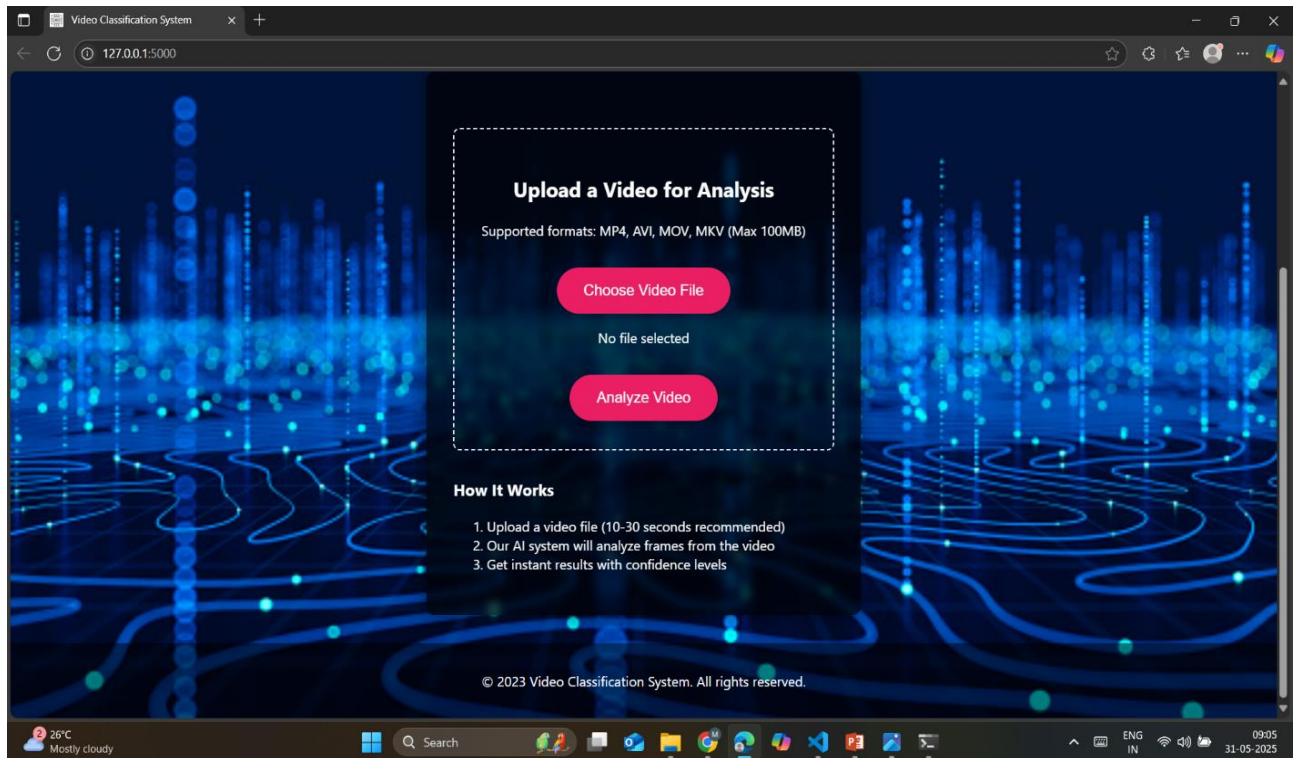 Video Classification System
127.0.0.1:5000
Upload a Video for Analysis
Supported formats: MP4, AVI, MOV, MKV (Max 100MB)
Choose Video File
No file selected
Analyze Video
How It Works
1. Upload a video file (10-30 seconds recommended)
2. Our AI system will analyze frames from the video
3. Get instant results with confidence levels
© 2023 Video Classification System. All rights reserved.
2
26°C
Mostly cloudy
Search
ENG
IN
09:05
31-05-2025